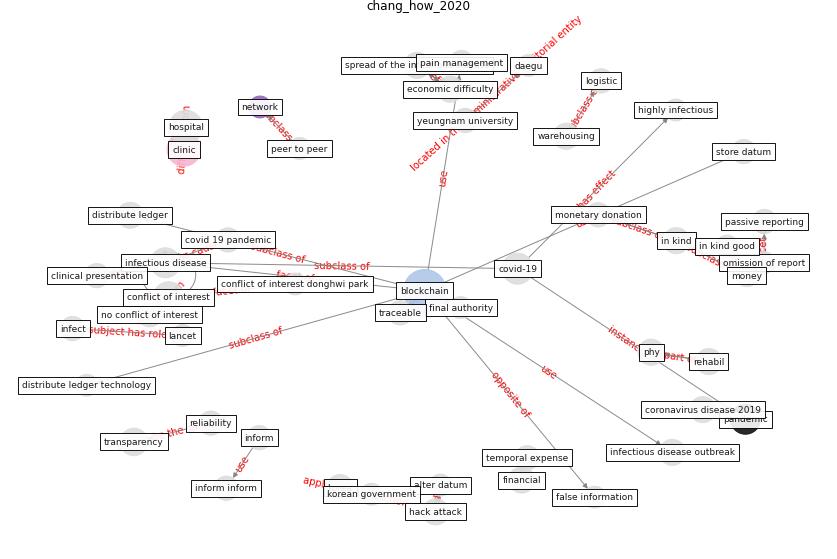 chang_how_2020
spread of the in
pain management
daegu
located in the administrative territorial entity
economic difficulty
logistic
subclass of
network
yeungnam university
highly infectious
hospital
warehousing
clinic
peer to peer
use
store datum
has effect
distribute ledger
monetary donation
passive reporting
covid 19 pandemic
in kind
in kind good
subclass of
infectious disease
omission of report
subclass of
covid-19
clinical presentation
money
conflict of interest donghwi park
blockchain
conflict of interest
final authority
no conflict of interest
traceable
infect
subject has role
lancet
subclass of
phy
part
rehabil
use
distribute ledger technology
opposite of
coronavirus disease 2019
pandemic
reliability
transparency
the
inform
infectious disease outbreak
temporal expense
use
inform inform
financial
alter datum
korean government
false information
hack attack